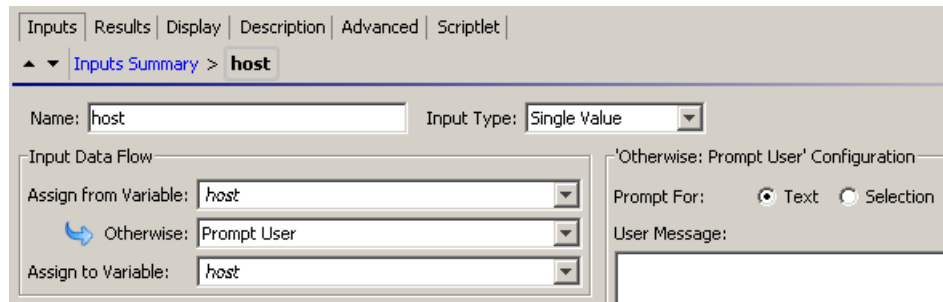 Inputs | Results | Display | Description | Advanced | Scriptlet |
Inputs Summary > host
Name: host Input Type: Single Value
Input Data Flow 'Otherwise: Prompt User' Configuration
Assign from Variable: host Prompt For: Text Selection
Otherwise: Prompt User User Message:
Assign to Variable: host